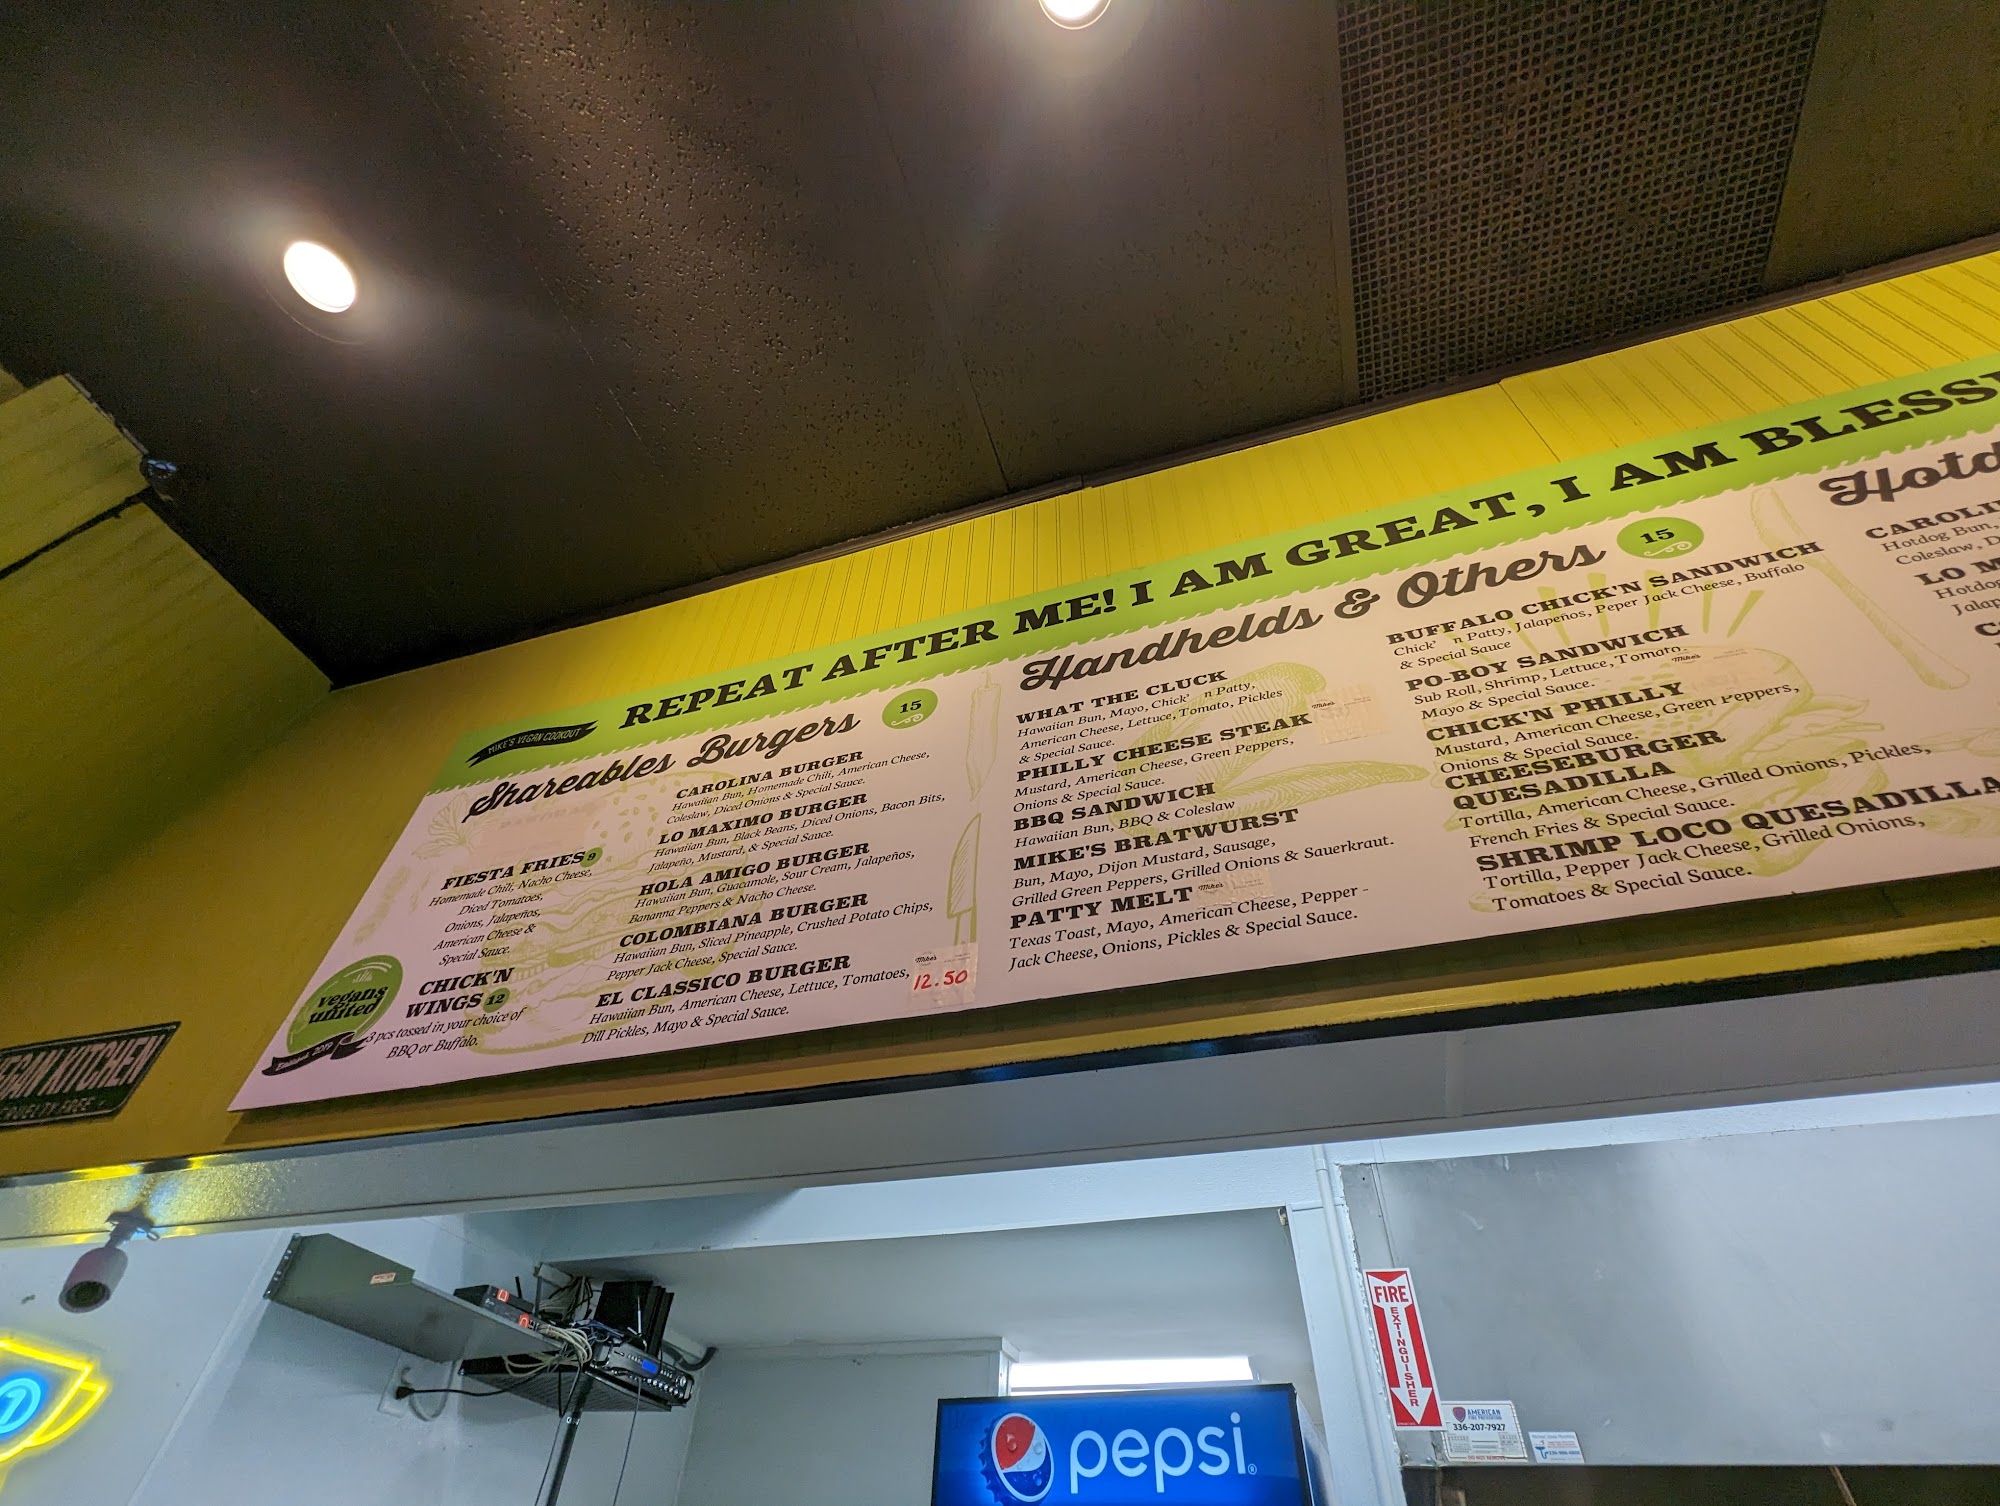 REPEAT AFTER ME! I AM GREAT, I AM BLESS
MIKE'S VEGAN COOKOUT
Shareables Burgers 15
FIESTA FRIES 9
Homemade Chili, Nacho Cheese,
Diced Tomatoes,
Onions, Jalapeños,
American Cheese &
Special Sauce.
CHICK'N
WINGS 12
3 pcs tossed in your choice of
BBQ or Buffalo.
vegans
united
CAROLINA BURGER
Hawaiian Bun, Homemade Chili, American Cheese,
Coleslaw, Diced Onions & Special Sauce.
LO MAXIMO BURGER
Hawaiian Bun, Black Beans, Diced Onions, Bacon Bits,
Jalapeño, Mustard, & Special Sauce.
HOLA AMIGO BURGER
Hawaiian Bun, Guacamole, Sour Cream, Jalapeños,
Bananna Peppers & Nacho Cheese.
COLOMBIANA BURGER
Hawaiian Bun, Sliced Pineapple, Crushed Potato Chips,
Pepper Jack Cheese, Special Sauce.
EL CLASICO BURGER
Hawaiian Bun, American Cheese, Lettuce, Tomatoes,
Dill Pickles, Mayo & Special Sauce.
Mike's
12.50
Handhelds & Others 15
WHAT THE CLUCK
Hawaiian Bun, Mayo, Chick' n Patty,
American Cheese, Lettuce, Tomato, Pickles
& Special Sauce.
PHILLY CHEESE STEAK
Mustard, American Cheese, Green Peppers,
Onions & Special Sauce.
BBQ SANDWICH
Hawaiian Bun, BBQ & Coleslaw
MIKE'S BRATWURST
Bun, Mayo, Dijon Mustard, Sausage,
Grilled Green Peppers, Grilled Onions & Sauerkraut.
PATTY MELT
Texas Toast, Mayo, American Cheese, Pepper -
Jack Cheese, Onions, Pickles & Special Sauce.
BUFFALO CHICK'N SANDWICH
Chick' n Patty, Jalapeños, Peper Jack Cheese, Buffalo
& Special Sauce
PO-BOY SANDWICH
Sub Roll, Shrimp, Lettuce, Tomato
Mayo & Special Sauce.
CHICK'N PHILLY
Mustard, American Cheese, Green Peppers,
Onions & Special Sauce.
CHEESEBURGER
QUESADILLA
Tortilla, American Cheese, Grilled Onions, Pickles,
French Fries & Special Sauce.
SHRIMP LOCO QUESADILLA
Tortilla, Pepper Jack Cheese, Grilled Onions,
Tomatoes & Special Sauce.
Hotd
CAROLI
Hotdog Bun,
Coleslaw, D
LO M
Hotdog
Jalap
EGAN KITCHEN
CRUELTY FREE
FIRE
EXTINGUISHER
AMERICAN
336-207-7927
pepsi